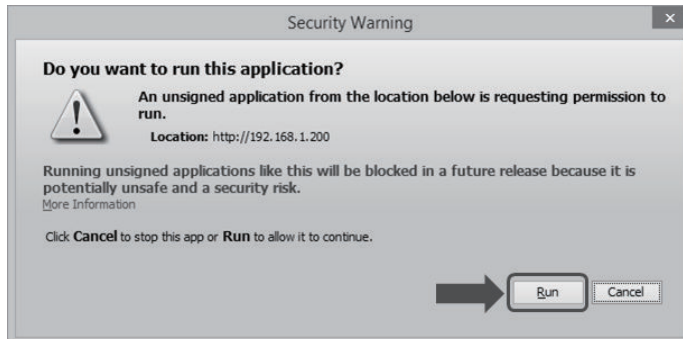 Security Warning
x
Do you want to run this application?
An unsigned application from the location below is requesting permission to
run.
Location: http://192.168.1.200
Running unsigned applications like this will be blocked in a future release because it is
potentially unsafe and a security risk.
More Information
Click Cancel to stop this app or Run to allow it to continue.
Run Cancel